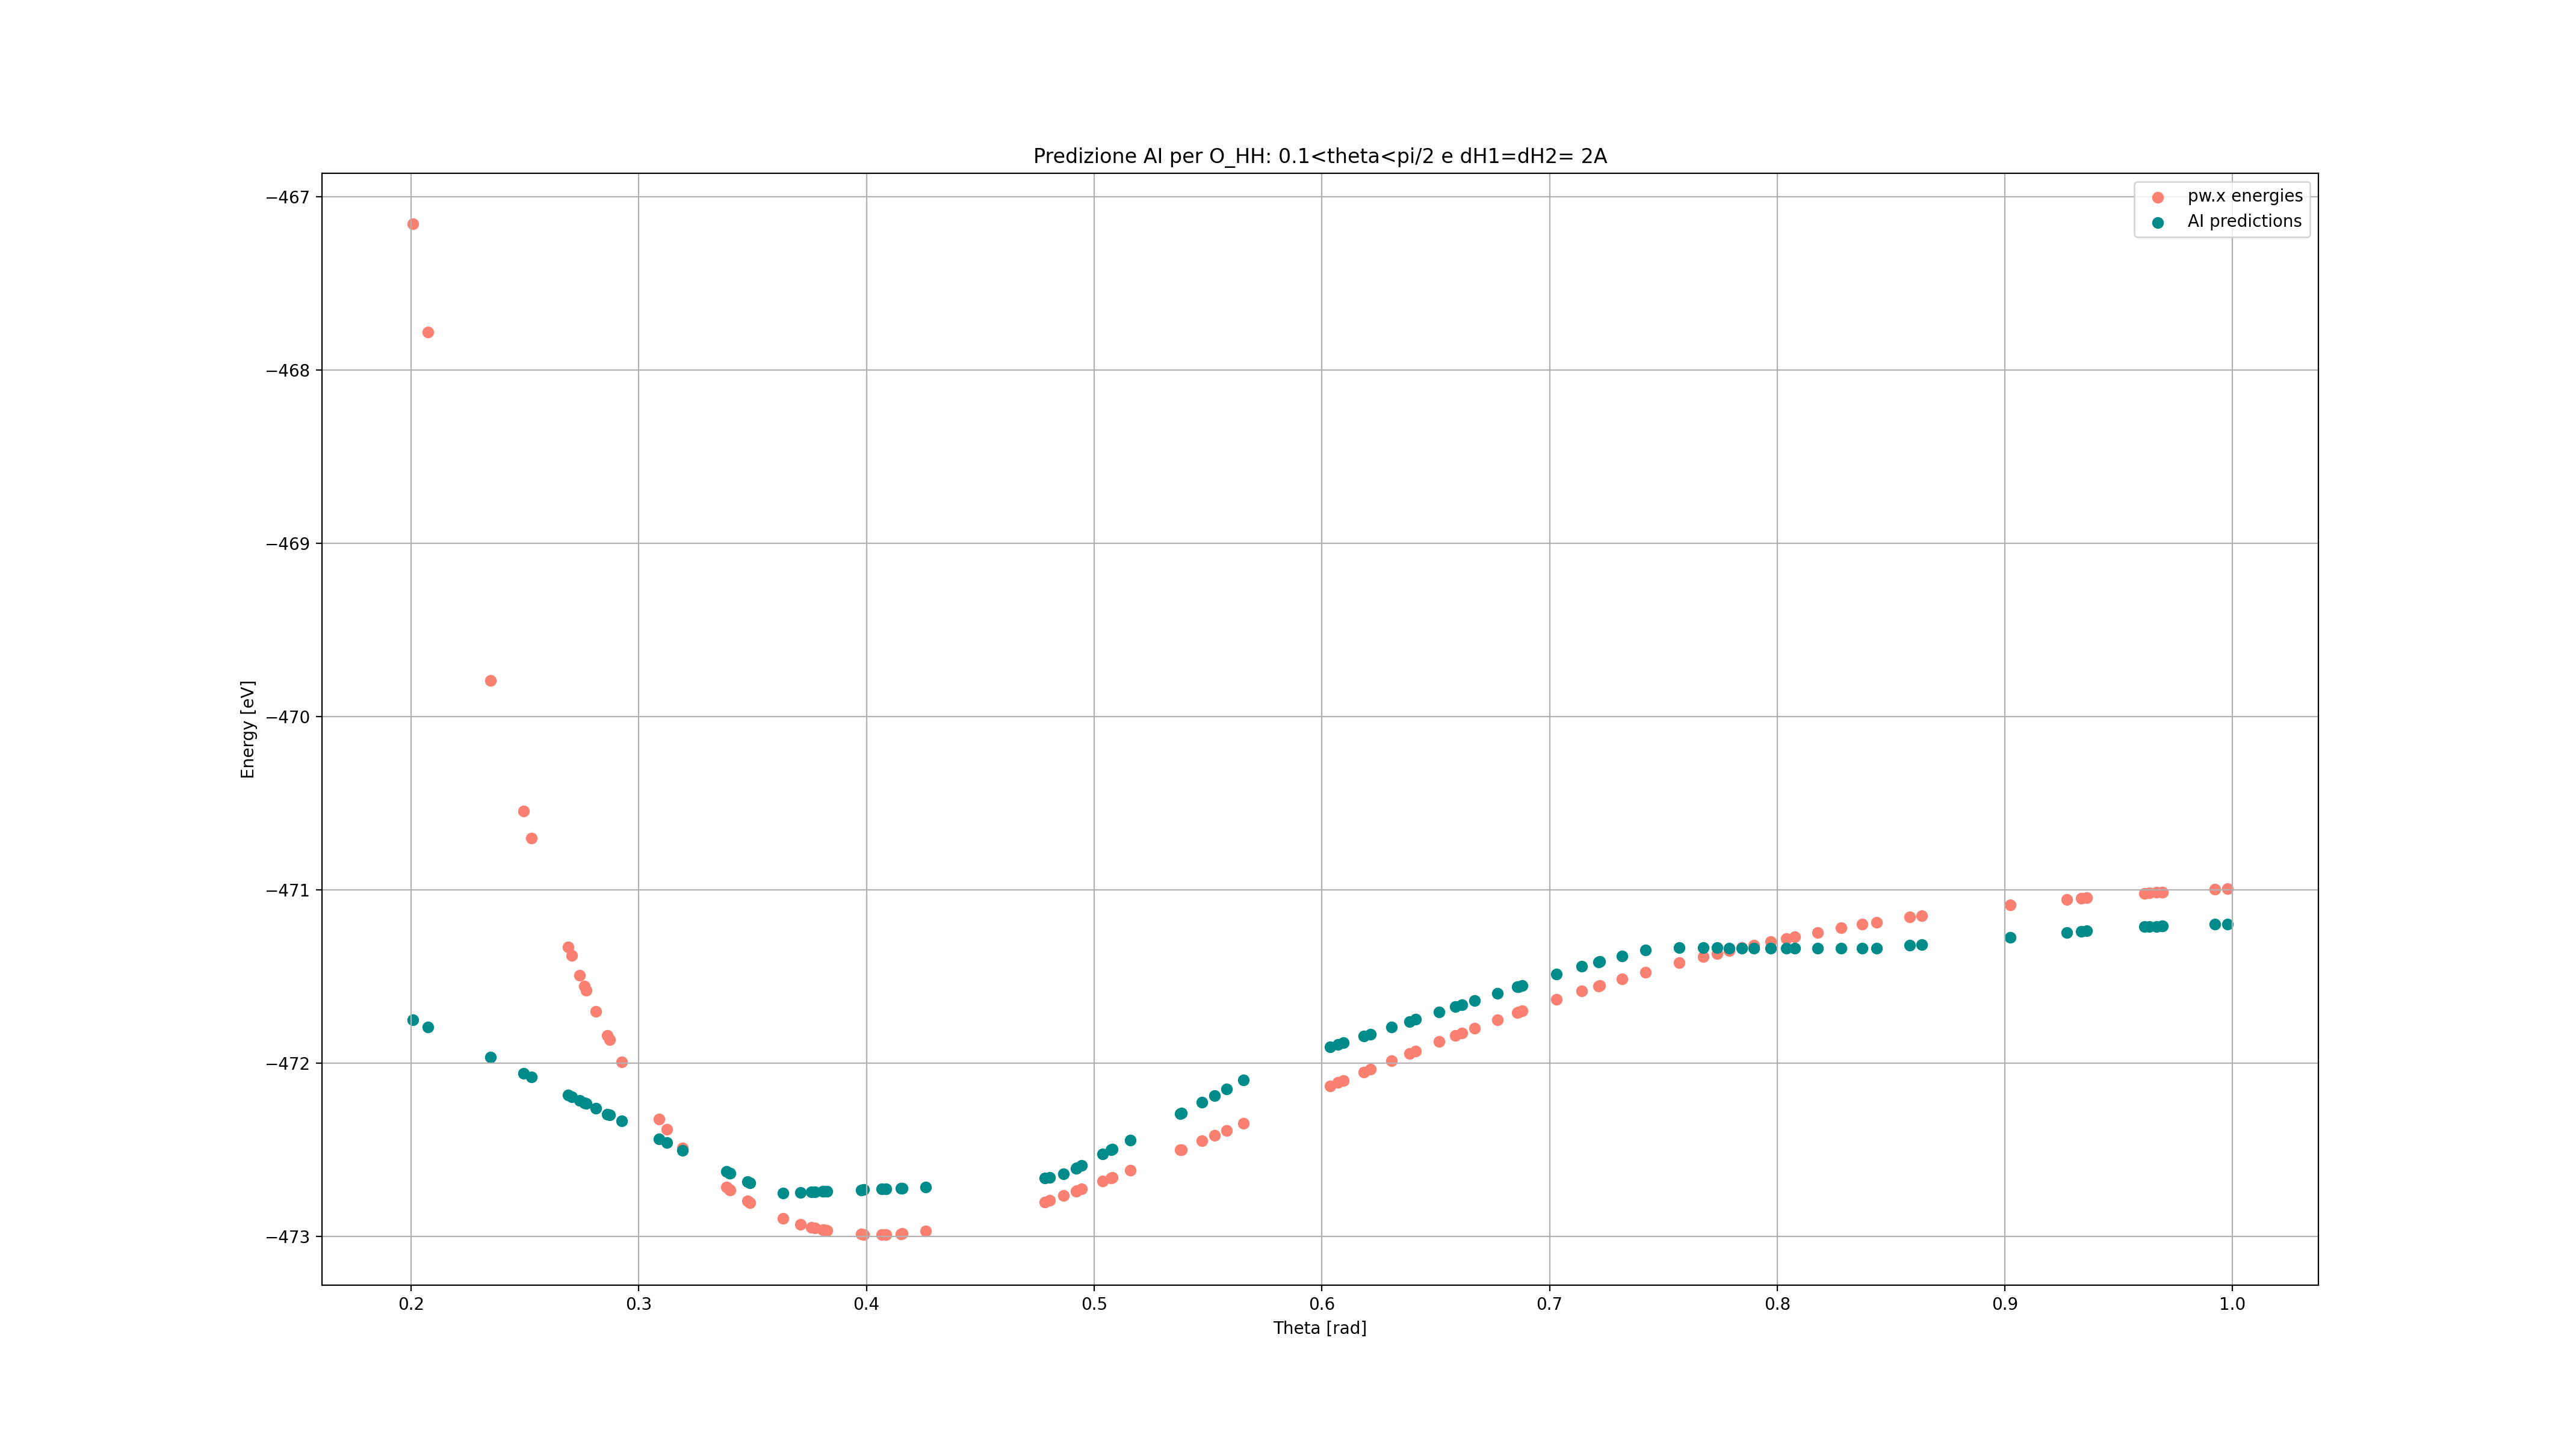 Predizione AI per O_HH: 0.1<theta<pi/2 e dH1=dH2= 2A
pw.x energies
AI predictions
Energy [eV]
−467
−468
−469
−470
−471
−472
−473
0.2 0.3 0.4 0.5 0.6 0.7 0.8 0.9 1.0
Theta [rad]